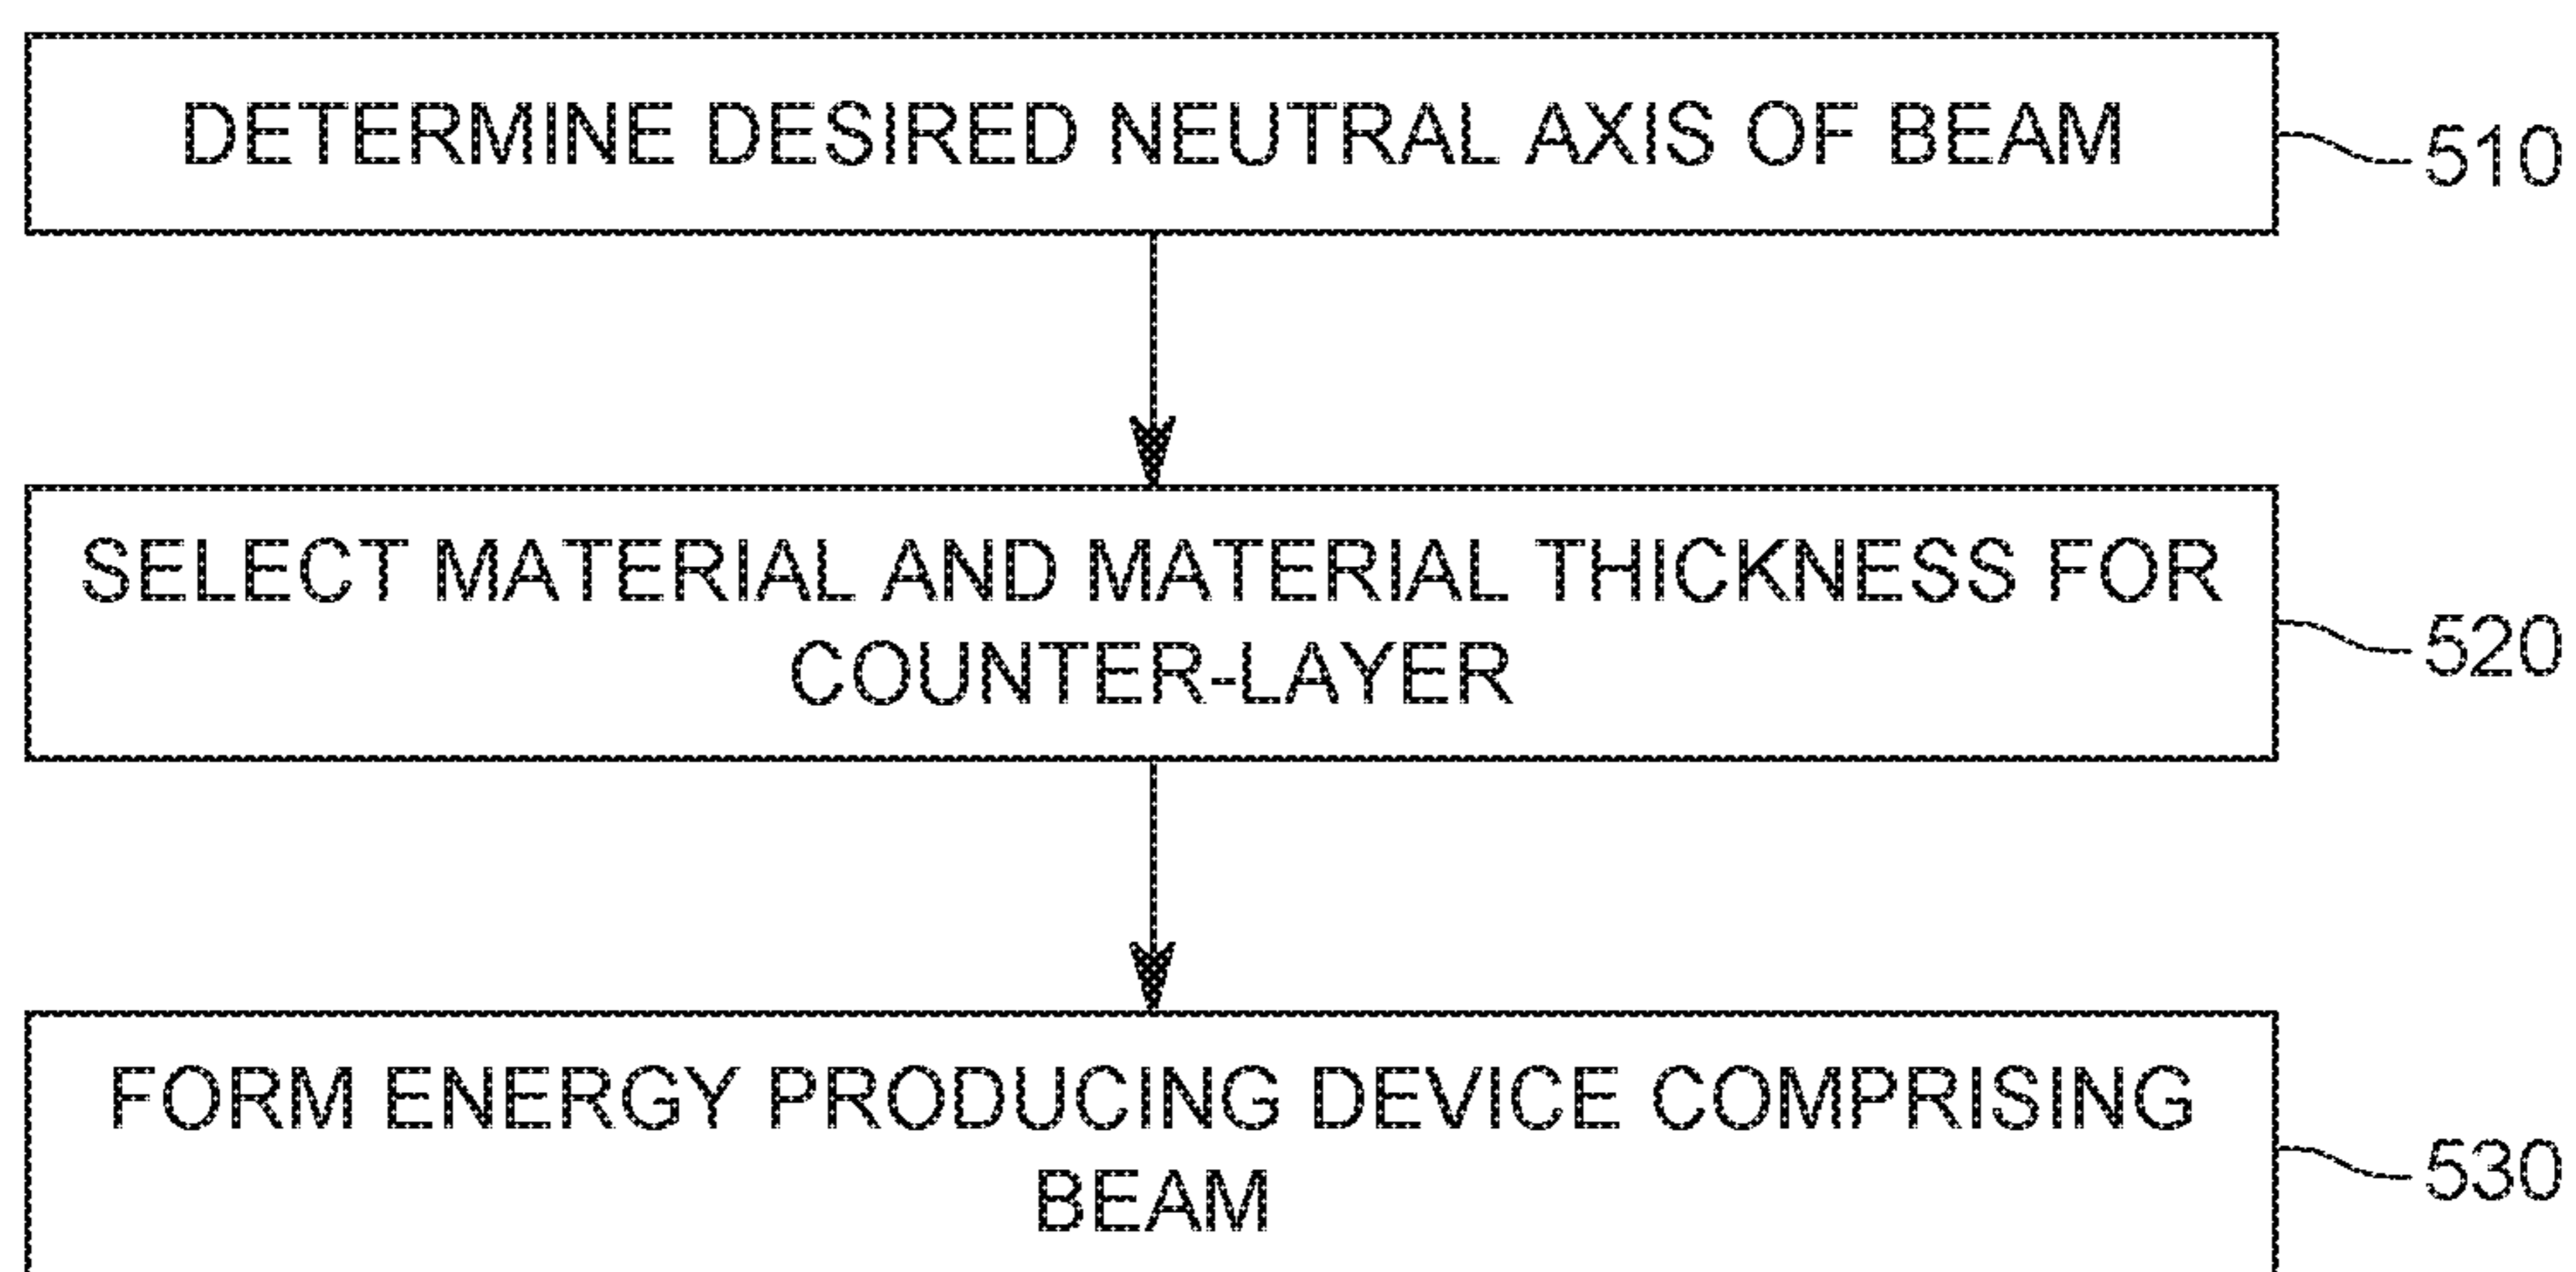 DETERMINE DESIRED NEUTRAL AXIS OF BEAM
510
SELECT MATERIAL AND MATERIAL THICKNESS FOR
COUNTER-LAYER
520
FORM ENERGY PRODUCING DEVICE COMPRISING
BEAM
530